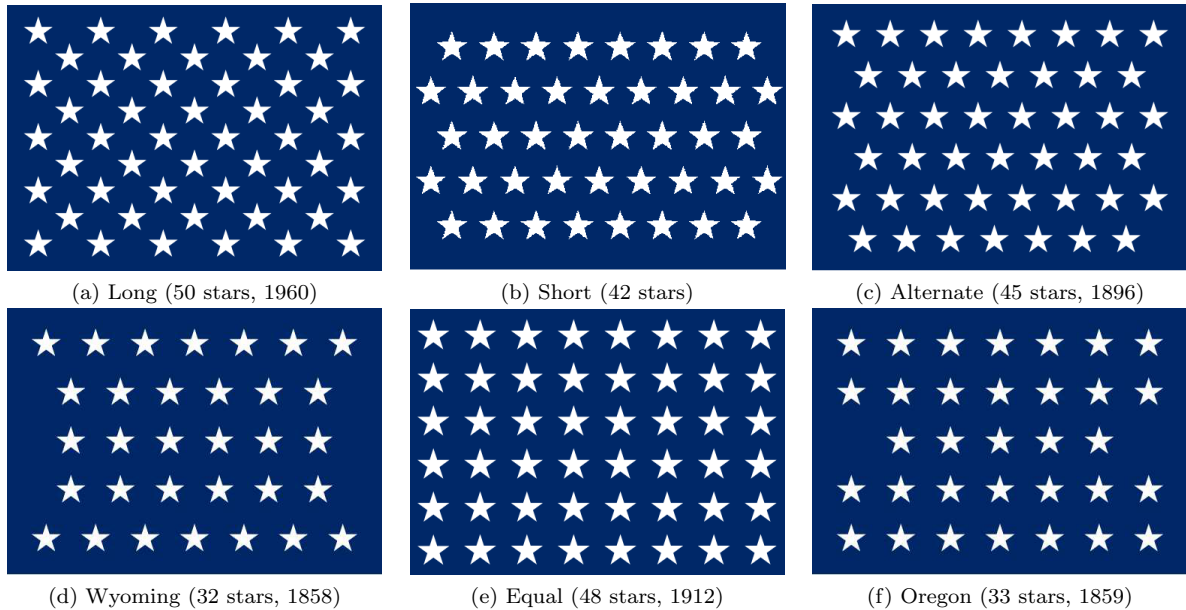 (a) Long (50 stars, 1960)
(b) Short (42 stars)
(c) Alternate (45 stars, 1896)
(d) Wyoming (32 stars, 1858)
(e) Equal (48 stars, 1912)
(f) Oregon (33 stars, 1859)